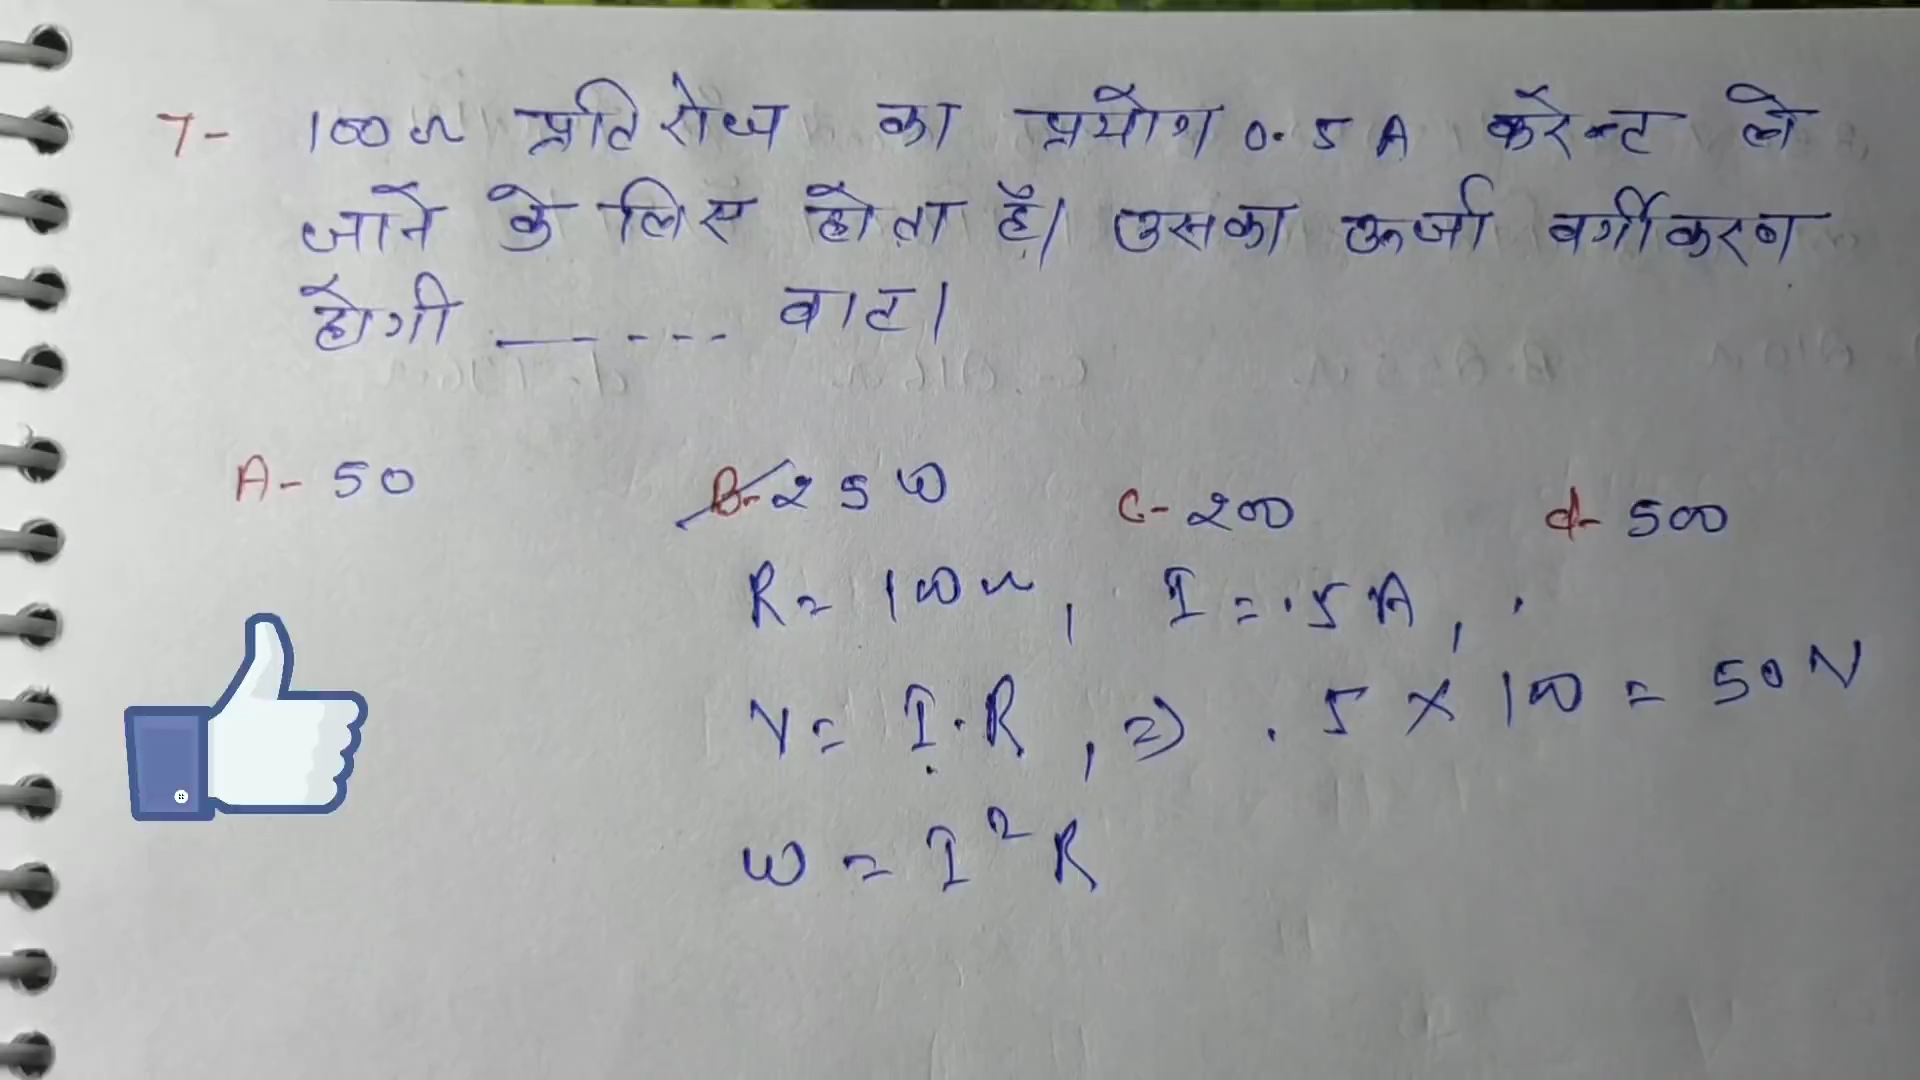 7- 100Ω प्रतिरोध का प्रयोग 0.5 A करेन्ट ले
जाने के लिए होता है। उसका ऊर्जा वर्गीकरण
होगी ------ वाट।
A- 50 B- 25 W C- 200 d- 500
R = 100Ω, I = .5 A,
V = I.R, ⇒ .5 × 100 = 50 V
W = I²R